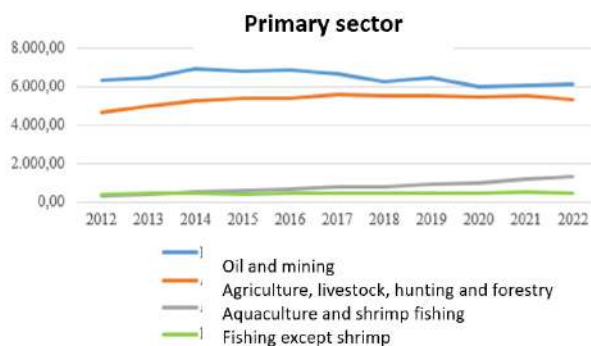 Primary sector
8.000,00
6.000,00
4.000,00
2.000,00
0,00
2012 2013 2014 2015 2016 2017 2018 2019 2020 2021 2022
Oil and mining
Agriculture, livestock, hunting and forestry
Aquaculture and shrimp fishing
Fishing except shrimp